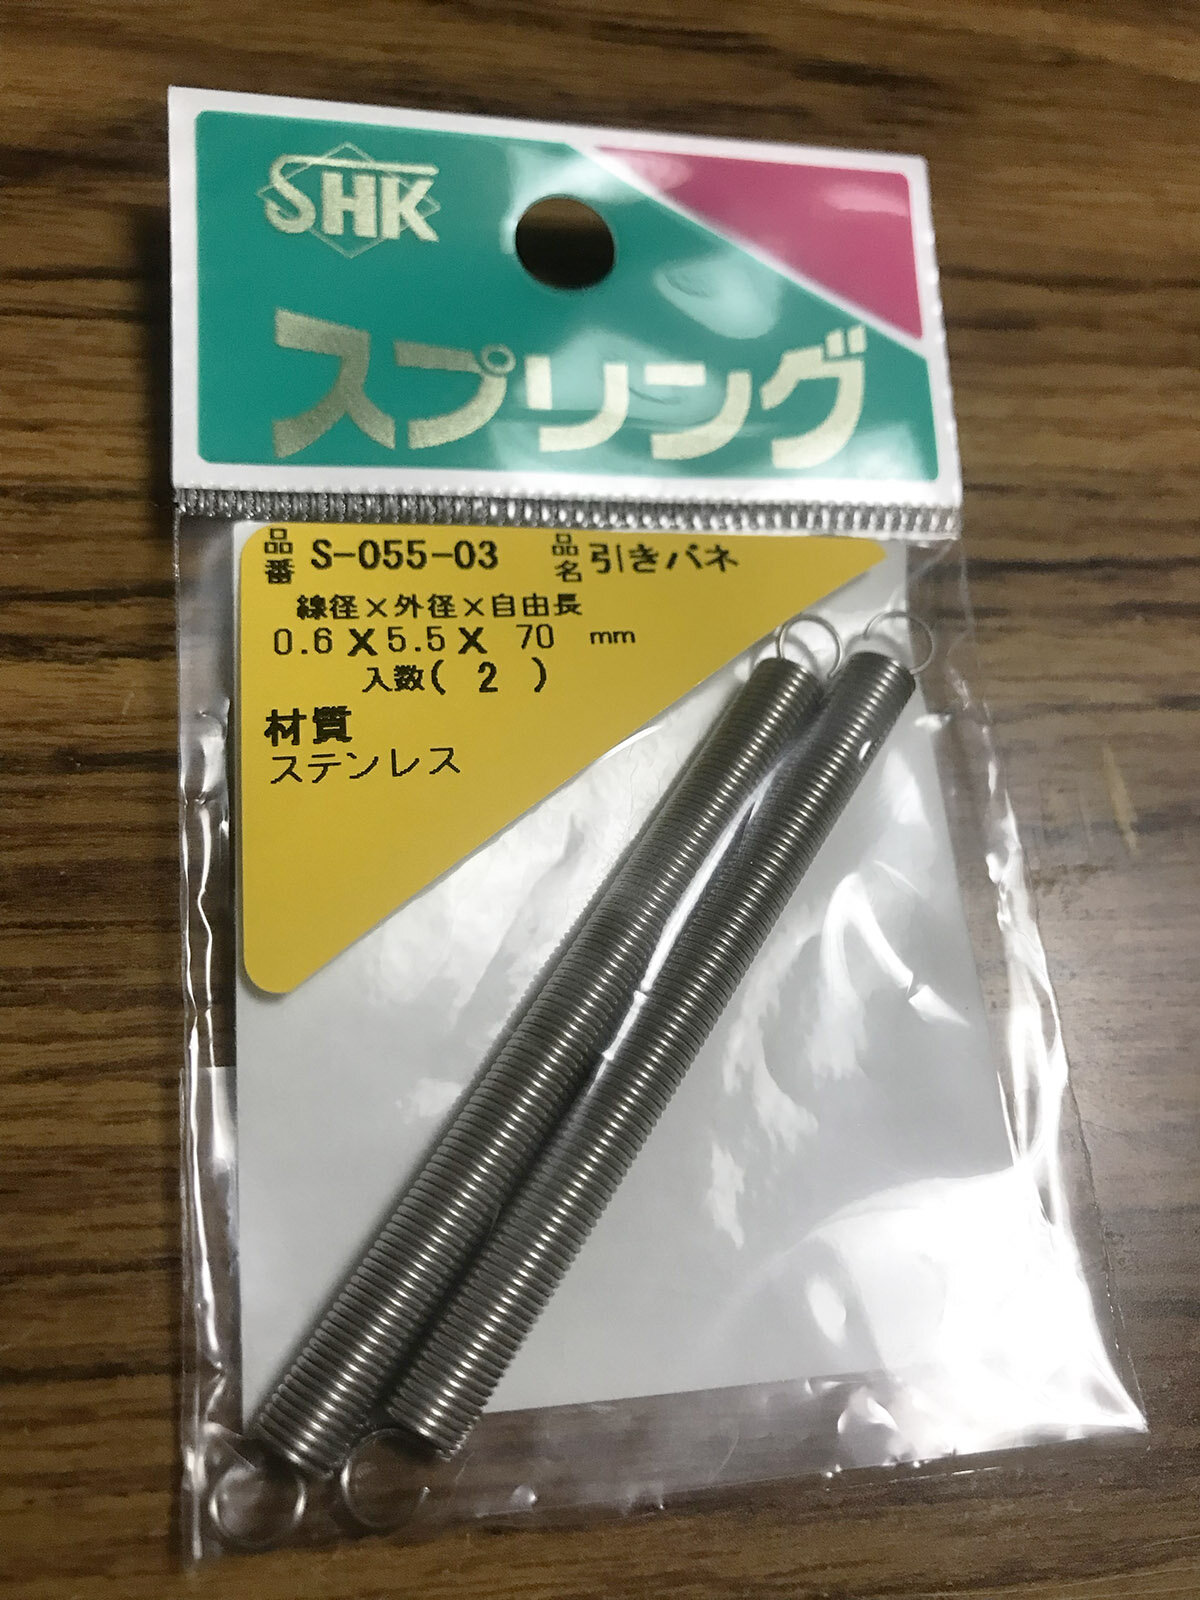 SHK
スプリング
品番 S-055-03 品名 引きバネ
線径×外径×自由長
0.6 X 5.5 X 70 mm
入数( 2 )
材質
ステンレス